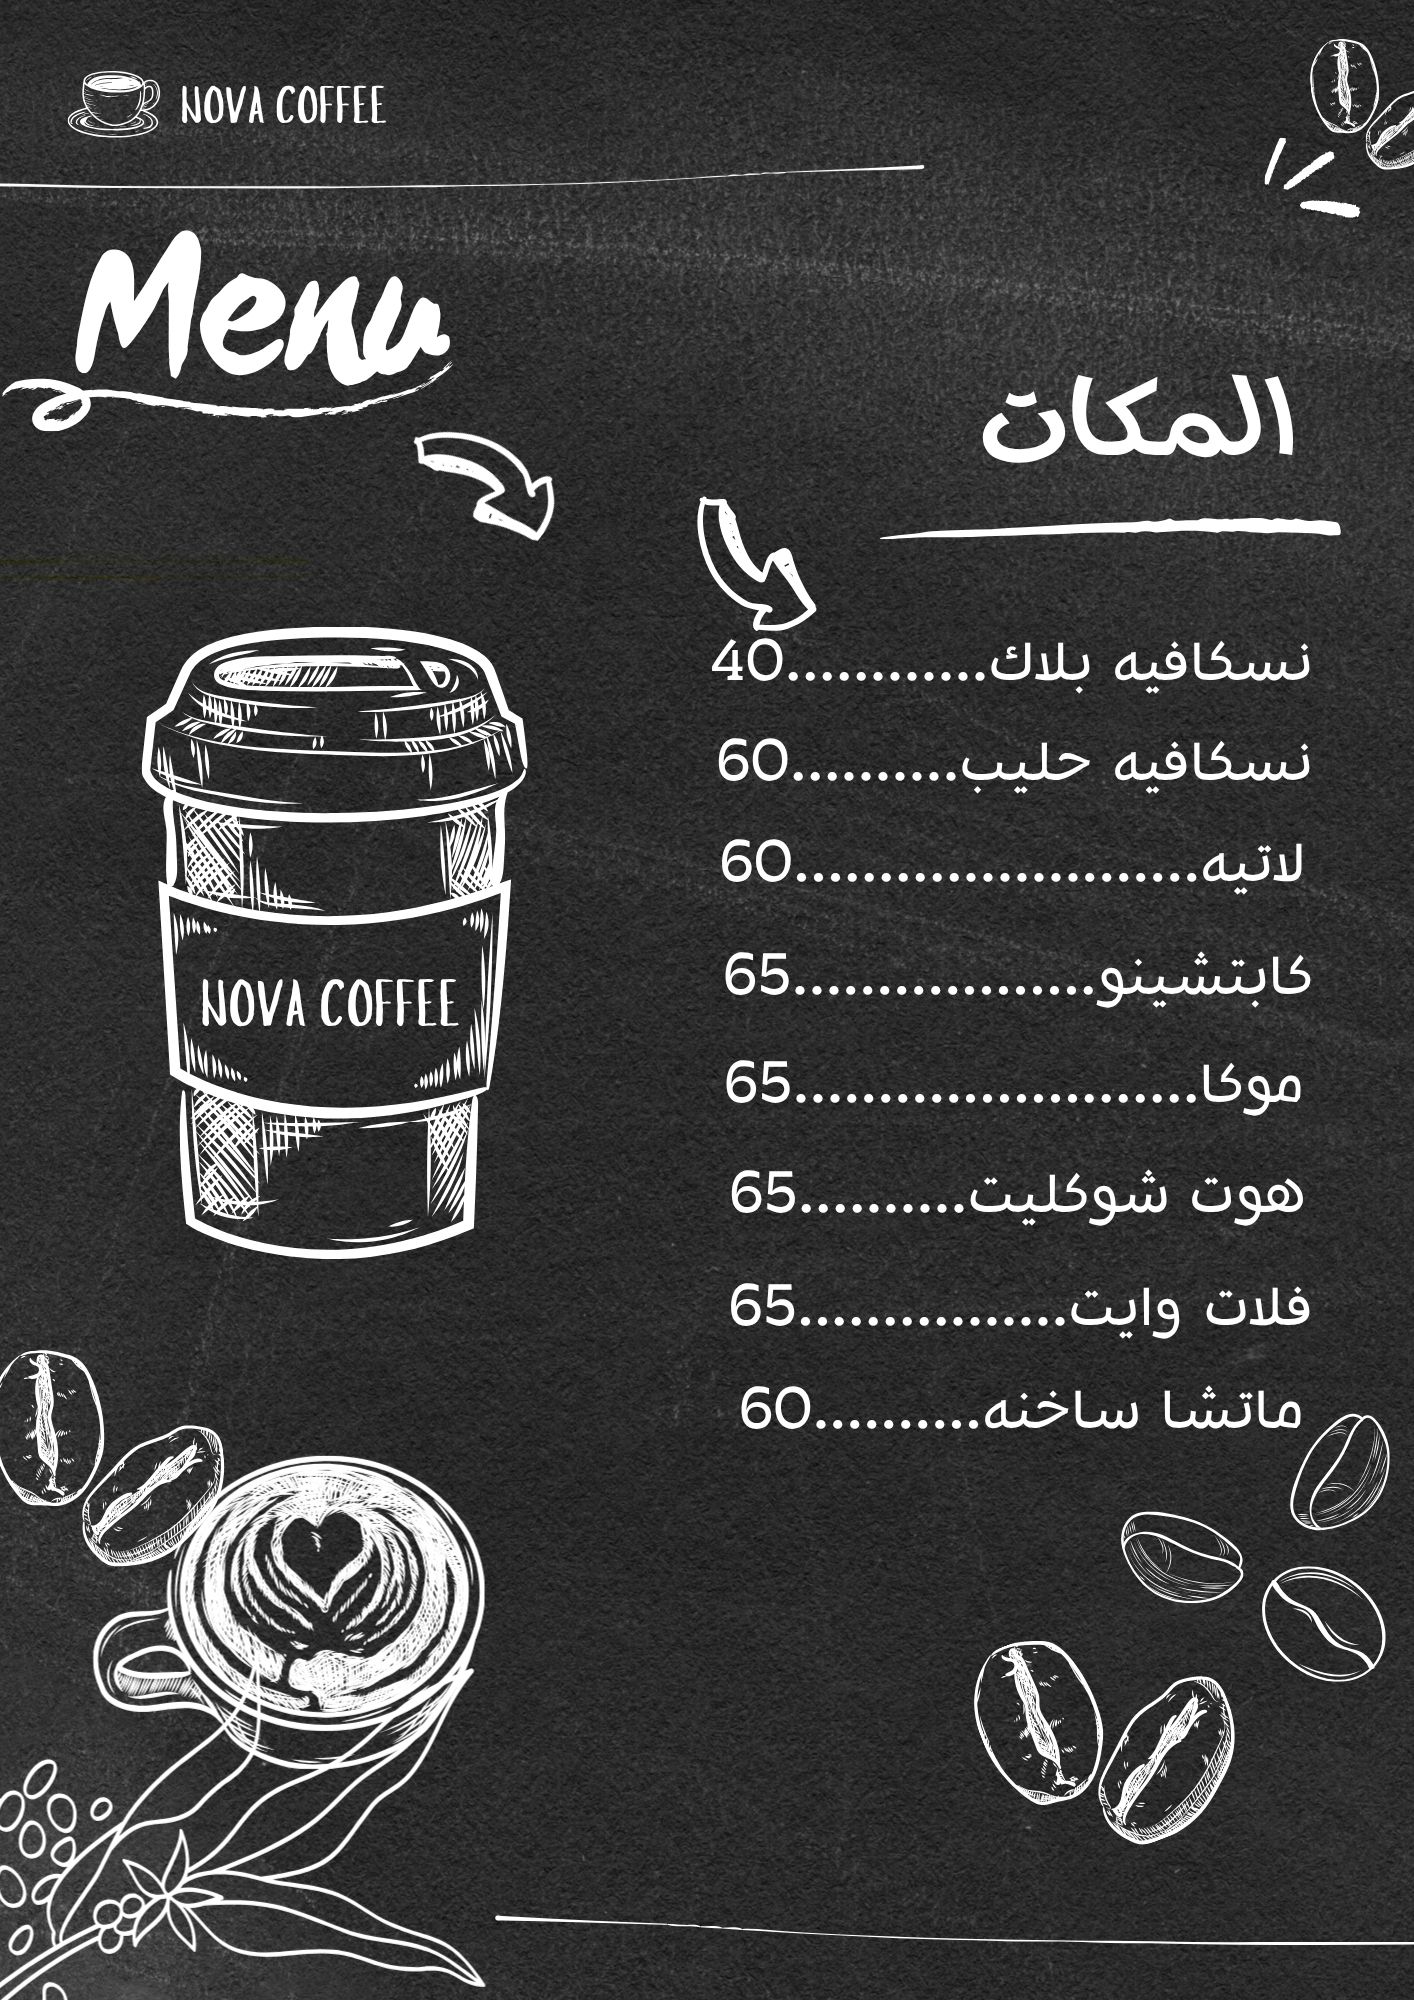 NOVA COFFEE
Menu
المكات
نسكافيه بلاك............40
نسكافيه حليب..........60
لاتيه........................60
كابتشينو..................65
موكا........................65
هوت شوكليت..........65
فلات وايت................65
ماتشا ساخنه..........60
NOVA COFFEE